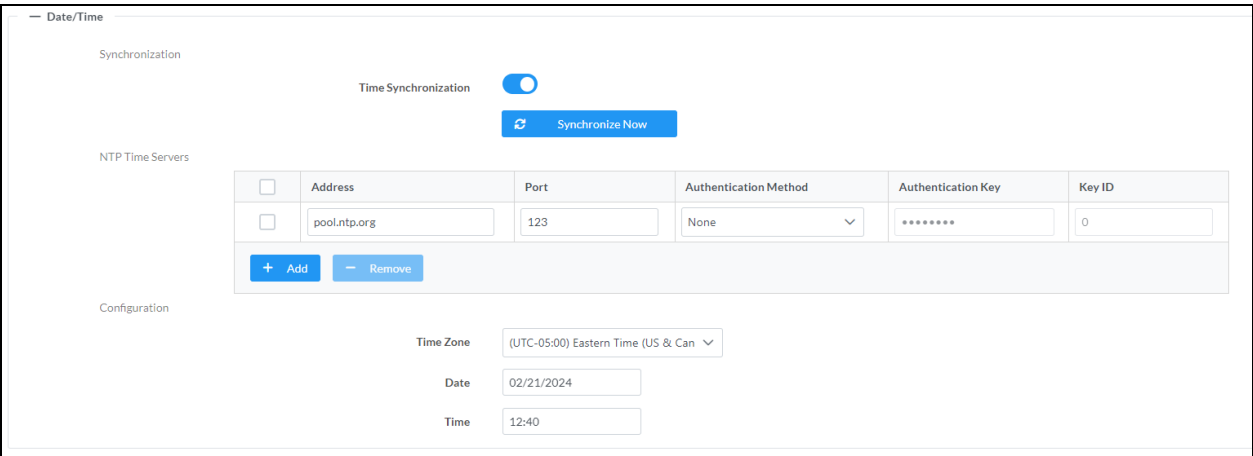 Date/Time
Synchronization
Time Synchronization
Synchronize Now
NTP Time Servers
Address Port Authentication Method Authentication Key Key ID
pool.ntp.org 123 None •••••••• 0
+ Add − Remove
Configuration
Time Zone (UTC-05:00) Eastern Time (US & Can
Date 02/21/2024
Time 12:40